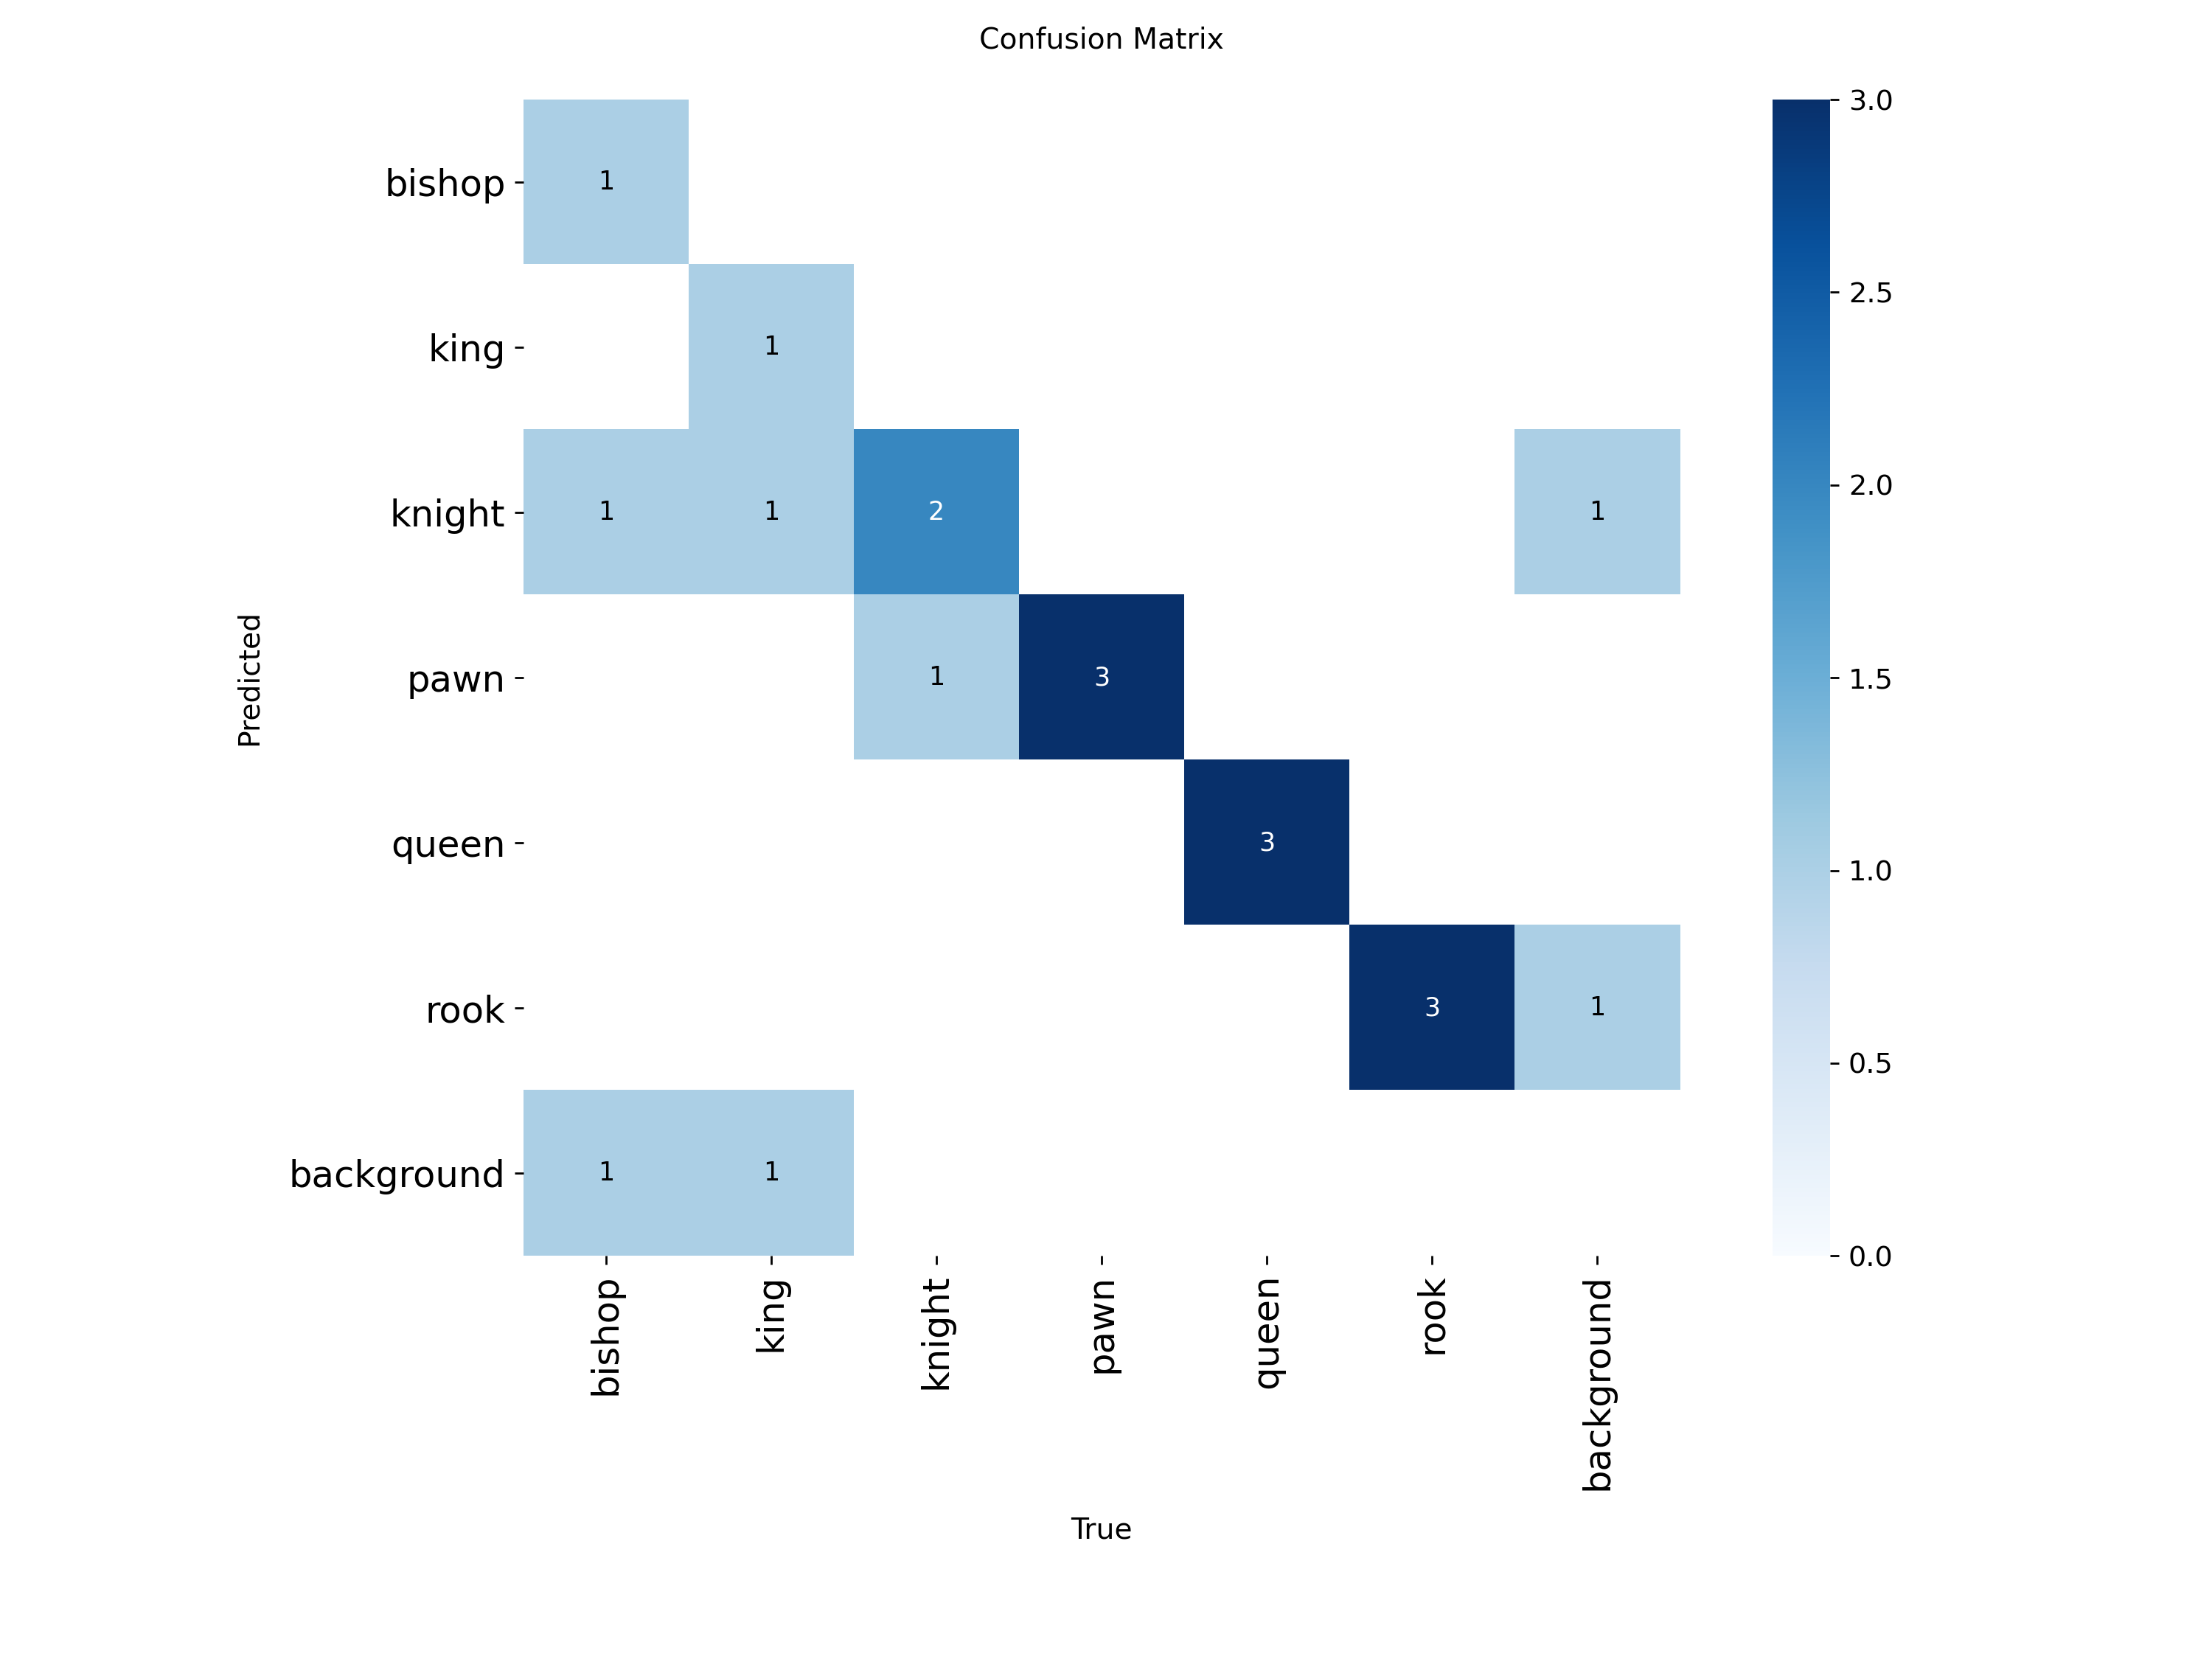 Confusion Matrix
Predicted
bishop
king
knight
pawn
queen
rook
background
1
1
1 1 2 1
1 3
3
3 1
1 1
bishop
king
knight
pawn
queen
rook
background
True
3.0
2.5
2.0
1.5
1.0
0.5
0.0